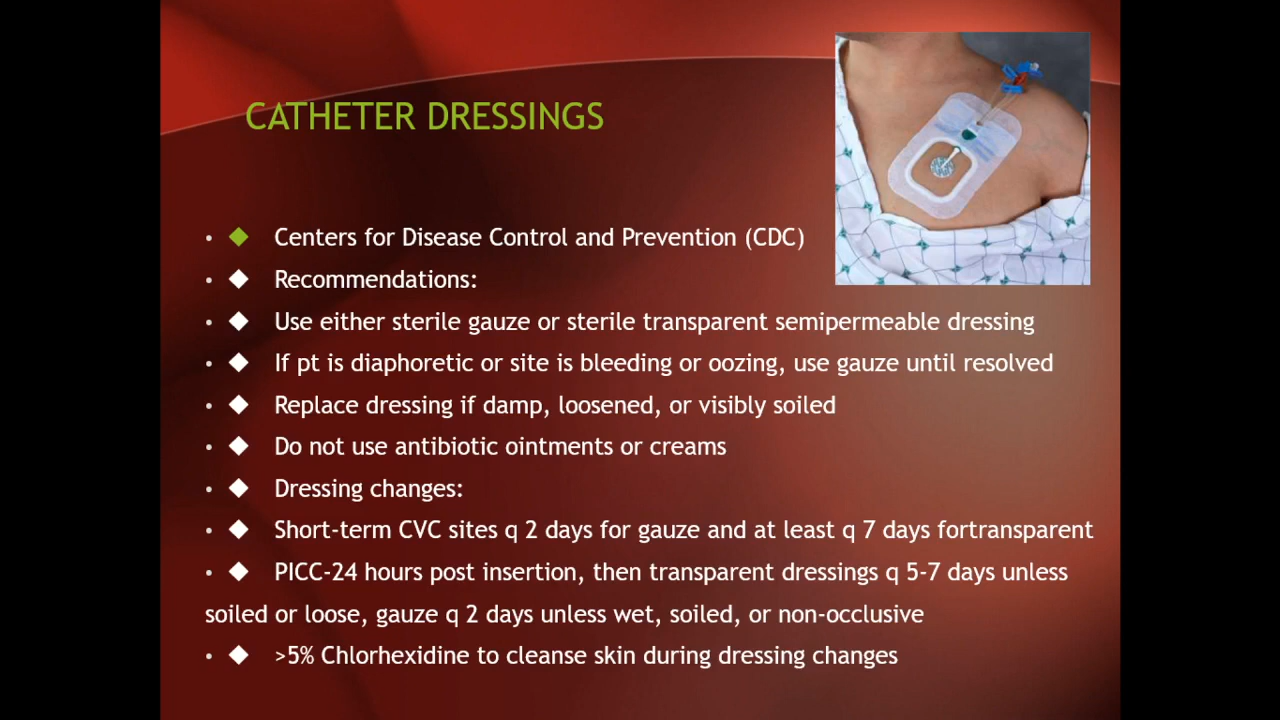 CATHETER DRESSINGS
• ◆ Centers for Disease Control and Prevention (CDC)
• ◆ Recommendations:
• ◆ Use either sterile gauze or sterile transparent semipermeable dressing
• ◆ If pt is diaphoretic or site is bleeding or oozing, use gauze until resolved
• ◆ Replace dressing if damp, loosened, or visibly soiled
• ◆ Do not use antibiotic ointments or creams
• ◆ Dressing changes:
• ◆ Short-term CVC sites q 2 days for gauze and at least q 7 days fortransparent
• ◆ PICC-24 hours post insertion, then transparent dressings q 5-7 days unless
soiled or loose, gauze q 2 days unless wet, soiled, or non-occlusive
• ◆ >5% Chlorhexidine to cleanse skin during dressing changes